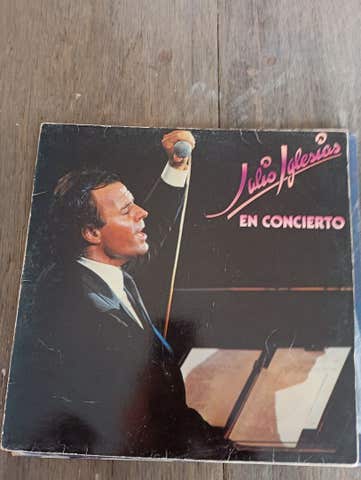 Julio Iglesias
EN CONCIERTO